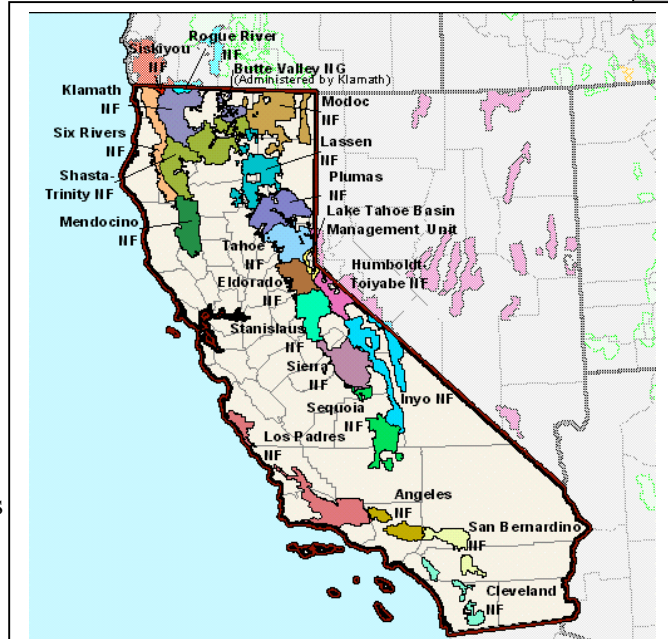 Rogue River
NF
Siskiyou
NF
Butte Valley NG
(Administered by Klamath)
Klamath
NF
Modoc
NF
Six Rivers
NF
Lassen
NF
Shasta-
Trinity NF
Plumas
NF
Mendocino
NF
Lake Tahoe Basin
Management Unit
Tahoe
NF
Humboldt-
Toiyabe NF
Eldorado
NF
Stanislaus
NF
Sierra
NF
Inyo NF
Sequoia
NF
Los Padres
NF
Angeles
NF
San Bernardino
NF
Cleveland
NF
s